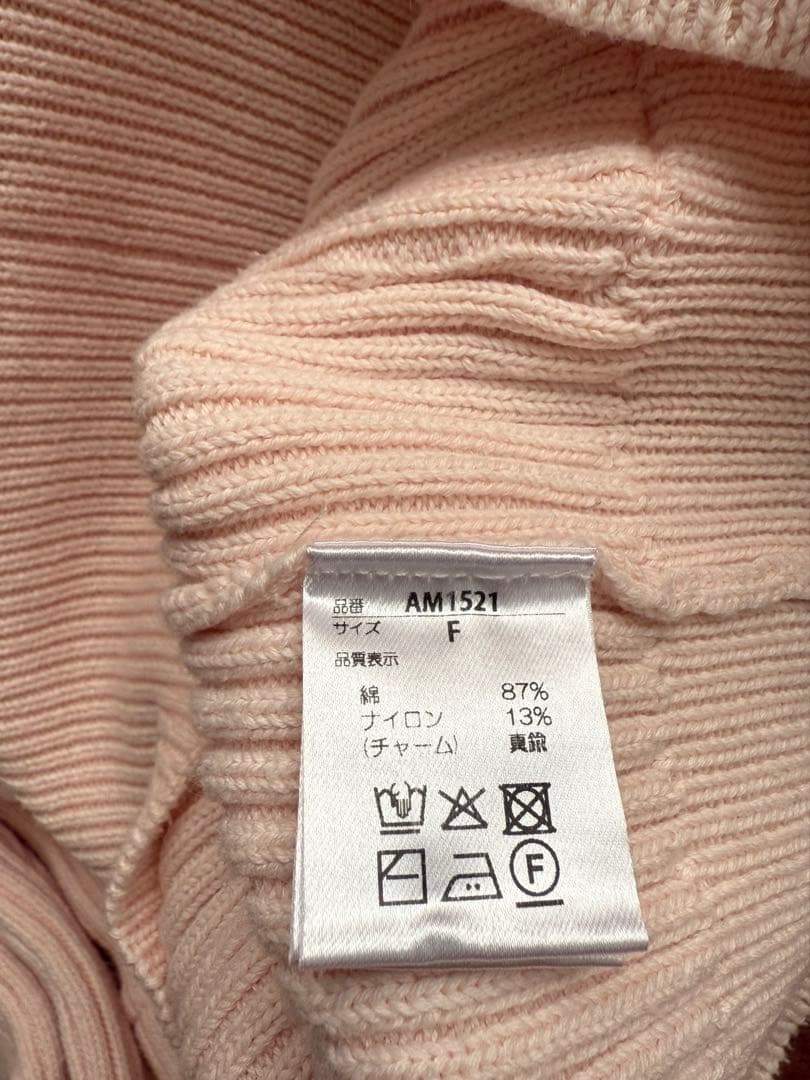 品番 AM1521
サイズ F
品質表示
綿 87%
ナイロン 13%
(チャーム) 真鍮
F